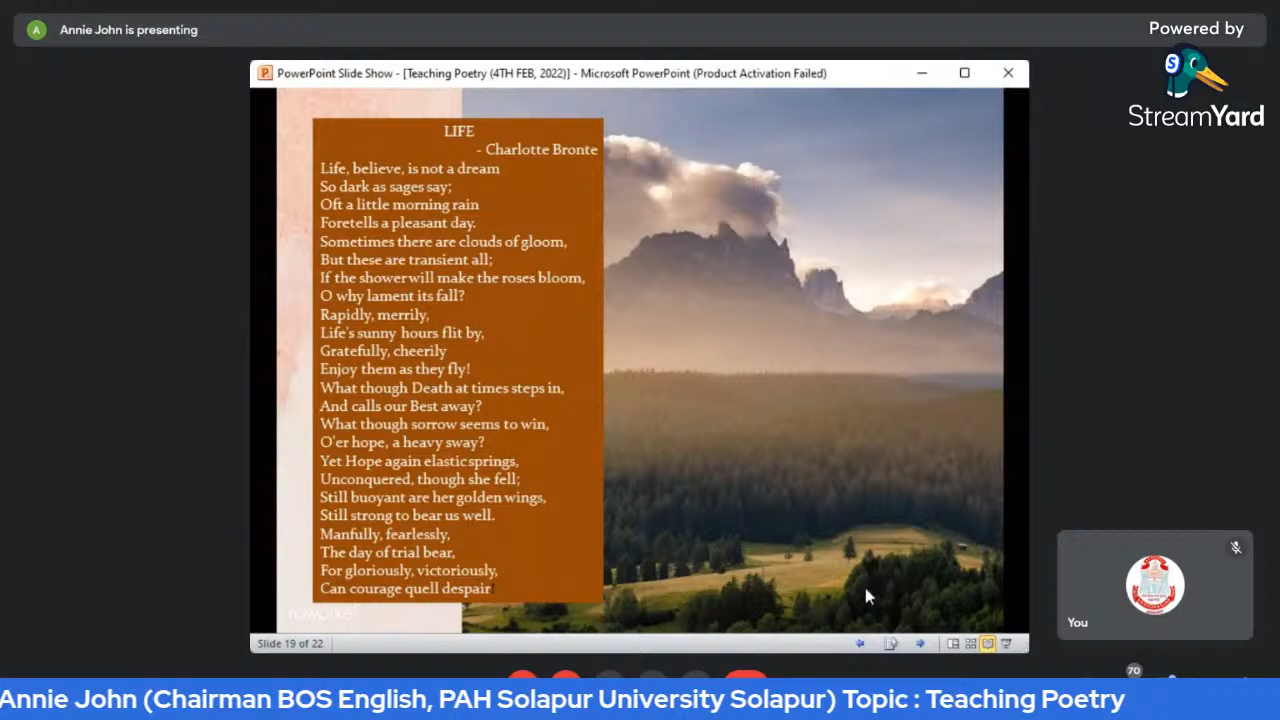 A
Annie John is presenting
Powered by
StreamYard
PowerPoint Slide Show - [Teaching Poetry (4TH FEB, 2022)] - Microsoft PowerPoint (Product Activation Failed)
LIFE
- Charlotte Bronte
Life, believe, is not a dream
So dark as sages say;
Oft a little morning rain
Foretells a pleasant day.
Sometimes there are clouds of gloom,
But these are transient all;
If the shower will make the roses bloom,
O why lament its fall?
Rapidly, merrily,
Life's sunny hours flit by,
Gratefully, cheerily
Enjoy them as they fly!
What though Death at times steps in,
And calls our Best away?
What though sorrow seems to win,
O'er hope, a heavy sway?
Yet Hope again elastic springs,
Unconquered, though she fell;
Still buoyant are her golden wings,
Still strong to bear us well.
Manfully, fearlessly,
The day of trial bear,
For gloriously, victoriously,
Can courage quell despair!
rawpixel
You
Slide 19 of 22
70
Annie John (Chairman BOS English, PAH Solapur University Solapur) Topic : Teaching Poetry